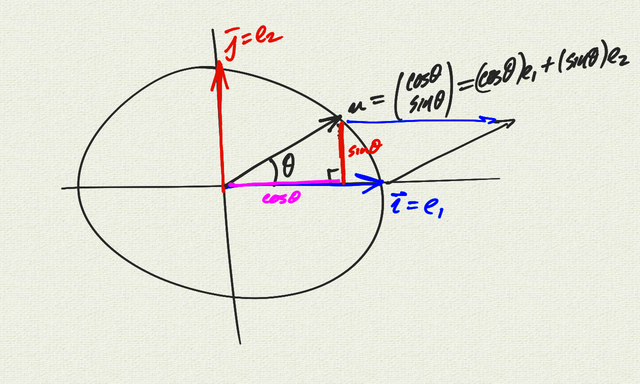 j⃗ = e₂
u = (cosθ sinθ) = (cosθ)e₁ + (sinθ)e₂
sinθ
θ
cosθ
i⃗ = e₁